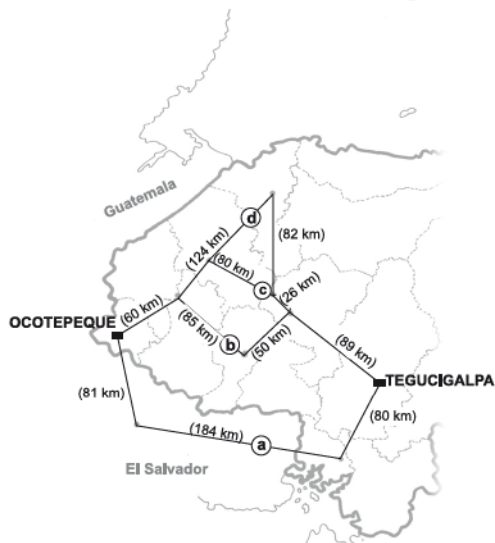 Guatemala
d
(82 km)
(124 km)
(80 km)
c
(26 km)
(60 km)
OCOTEPEQUE
(85 km)
b
(50 km)
(89 km)
TEGUCIGALPA
(81 km)
(80 km)
(184 km)
a
El Salvador